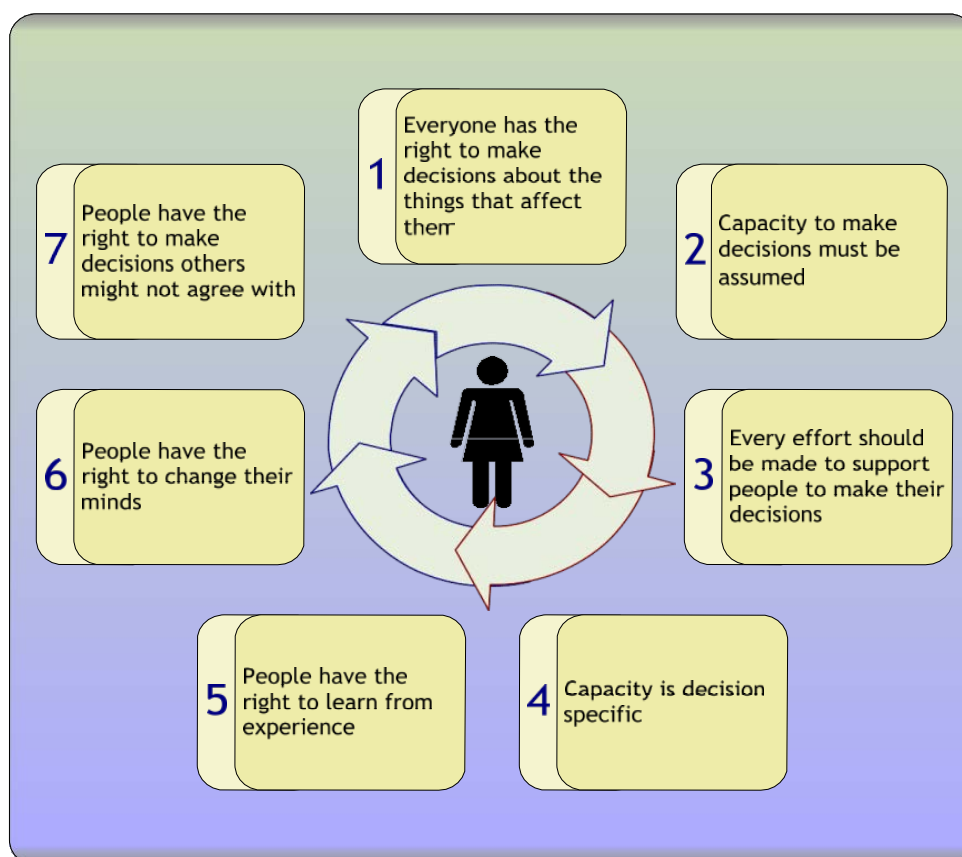 1
Everyone has the
right to make
decisions about the
things that affect
them
2
Capacity to make
decisions must be
assumed
3
Every effort should
be made to support
people to make their
decisions
4
Capacity is decision
specific
5
People have the
right to learn from
experience
6
People have the
right to change their
minds
7
People have the
right to make
decisions others
might not agree with